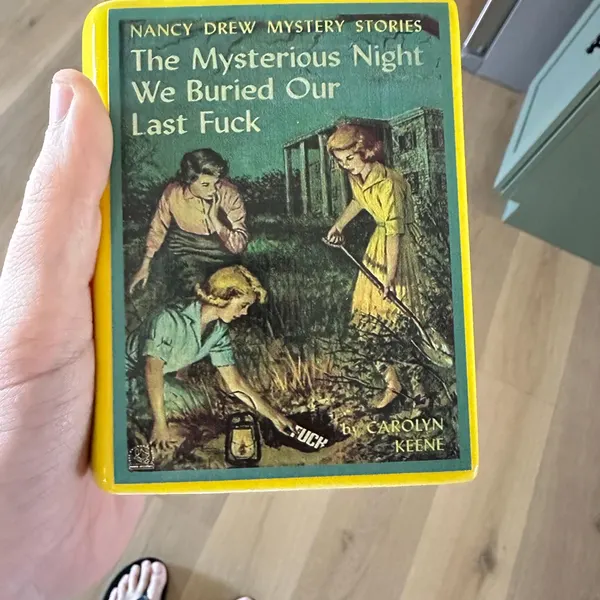 NANCY DREW MYSTERY STORIES
The Mysterious Night
We Buried Our
Last Fuck
FUCK
by CAROLYN
KEENE